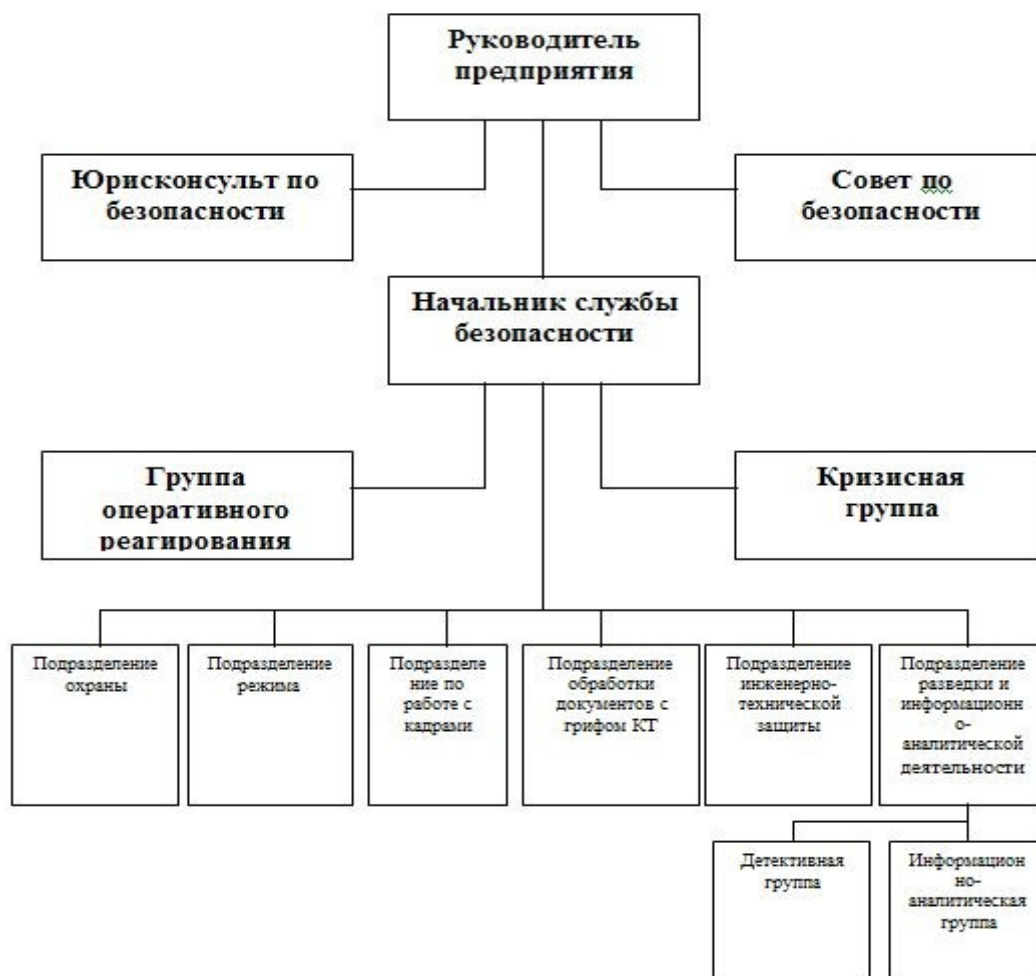 Руководитель
предприятия
Юрисконсульт по
безопасности
Совет по
безопасности
Начальник службы
безопасности
Группа
оперативного
реагирования
Кризисная
группа
Подразделение
охраны
Подразделение
режима
Подразделе
ние по
работе с
кадрами
Подразделение
обработки
документов с
грифом КТ
Подразделение
инженерно-
технической
защиты
Подразделение
разведки и
информационн
о-
аналитической
деятельности
Детективная
группа
Информацион
но-
аналитическая
группа